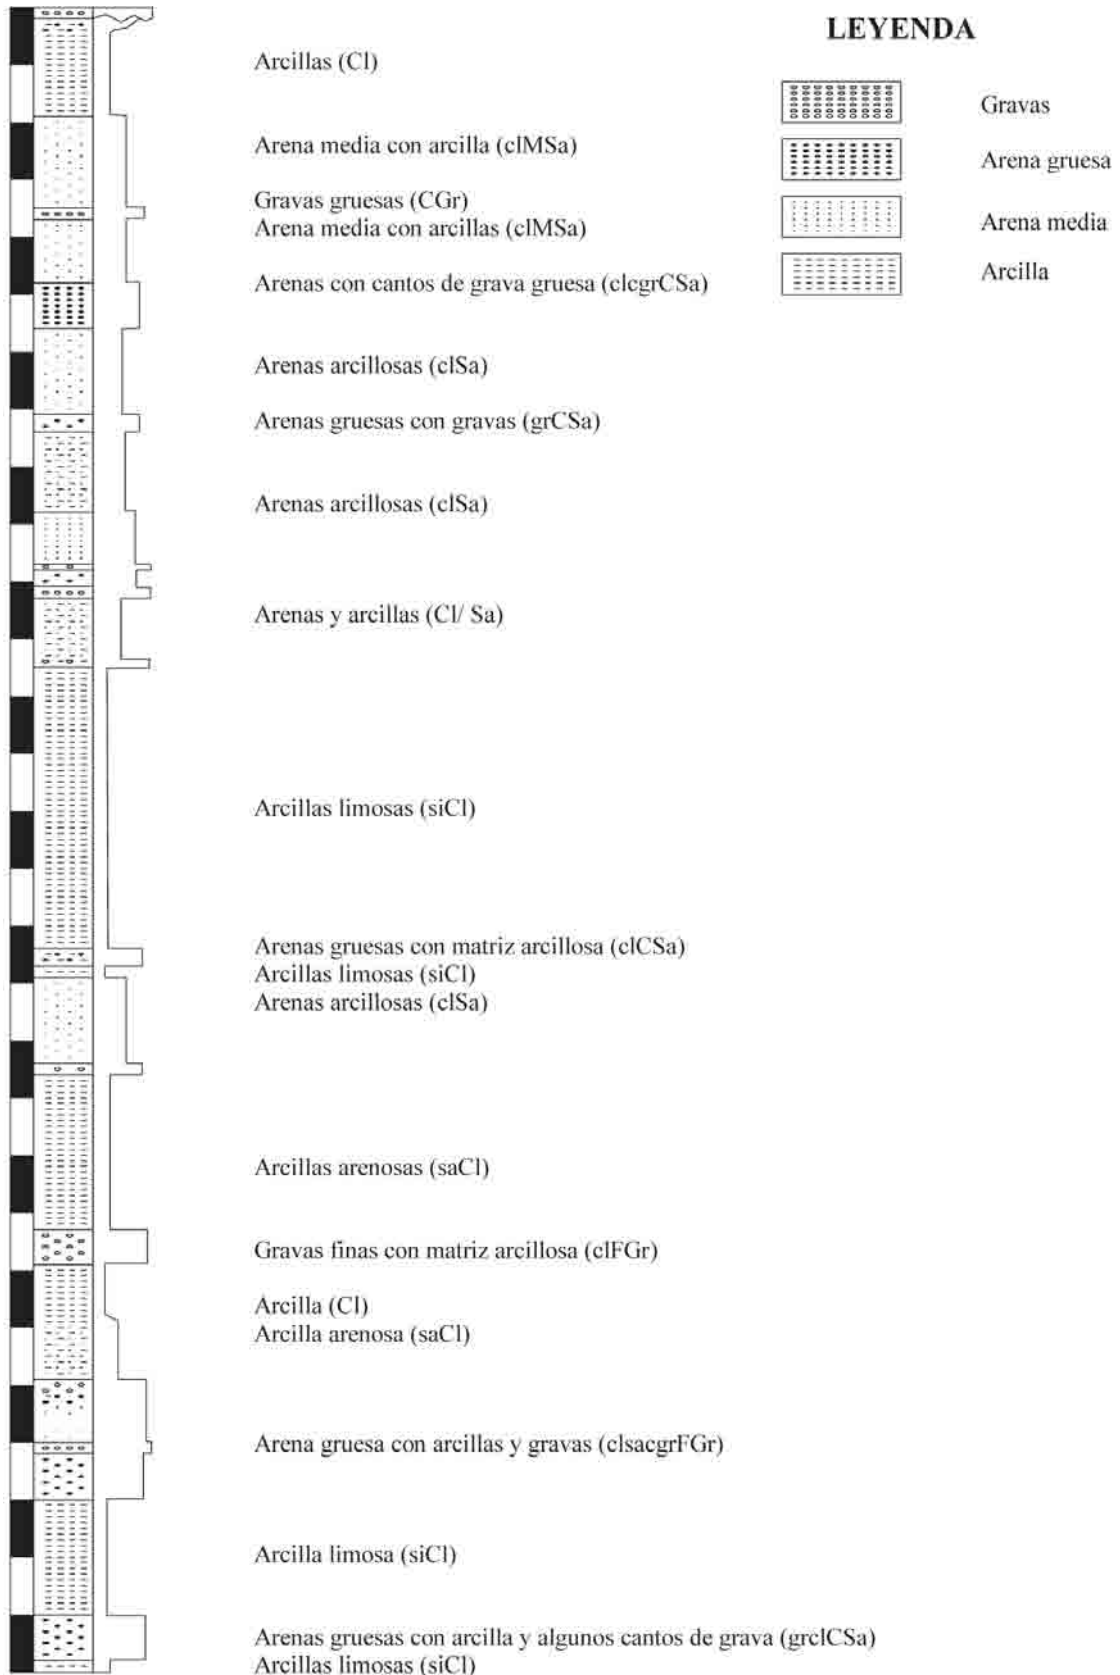 LEYENDA
Gravas
Arena gruesa
Arena media
Arcilla
Arcillas (Cl)
Arena media con arcilla (clMSa)
Gravas gruesas (CGr)
Arena media con arcillas (clMSa)
Arenas con cantos de grava gruesa (clcgrCSa)
Arenas arcillosas (clSa)
Arenas gruesas con gravas (grCSa)
Arenas arcillosas (clSa)
Arenas y arcillas (Cl/ Sa)
Arcillas limosas (siCl)
Arenas gruesas con matriz arcillosa (clCSa)
Arcillas limosas (siCl)
Arenas arcillosas (clSa)
Arcillas arenosas (saCl)
Gravas finas con matriz arcillosa (clFGr)
Arcilla (Cl)
Arcilla arenosa (saCl)
Arena gruesa con arcillas y gravas (clsacgrFGr)
Arcilla limosa (siCl)
Arenas gruesas con arcilla y algunos cantos de grava (grclCSa)
Arcillas limosas (siCl)